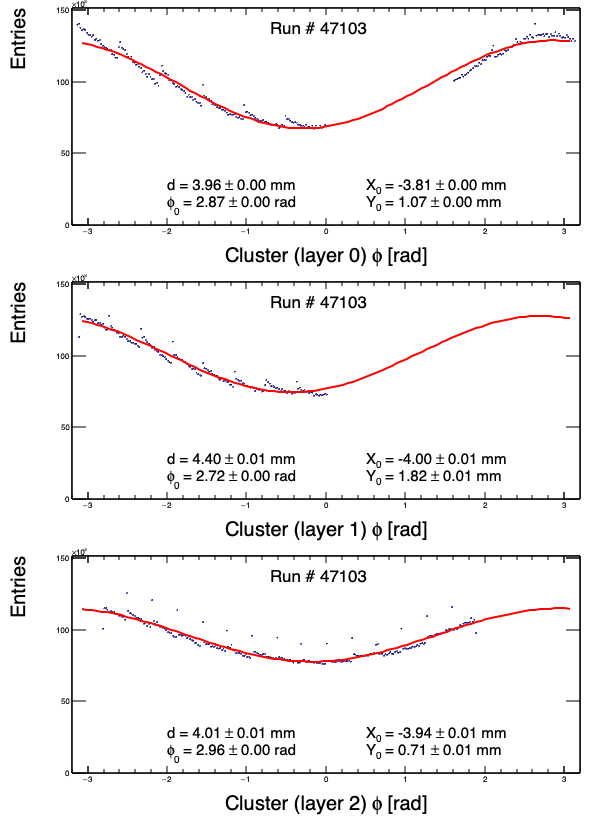 ×10²
150
Entries
Run # 47103
100
50
d = 3.96 ± 0.00 mm X₀ = -3.81 ± 0.00 mm
ϕ₀ = 2.87 ± 0.00 rad Y₀ = 1.07 ± 0.00 mm
0
−3 −2 −1 0 1 2 3
Cluster (layer 0) ϕ [rad]
×10²
150
Entries
Run # 47103
100
50
d = 4.40 ± 0.01 mm X₀ = -4.00 ± 0.01 mm
ϕ₀ = 2.72 ± 0.00 rad Y₀ = 1.82 ± 0.01 mm
0
−3 −2 −1 0 1 2 3
Cluster (layer 1) ϕ [rad]
×10²
150
Entries
Run # 47103
100
50
d = 4.01 ± 0.01 mm X₀ = -3.94 ± 0.01 mm
ϕ₀ = 2.96 ± 0.00 rad Y₀ = 0.71 ± 0.01 mm
0
−3 −2 −1 0 1 2 3
Cluster (layer 2) ϕ [rad]